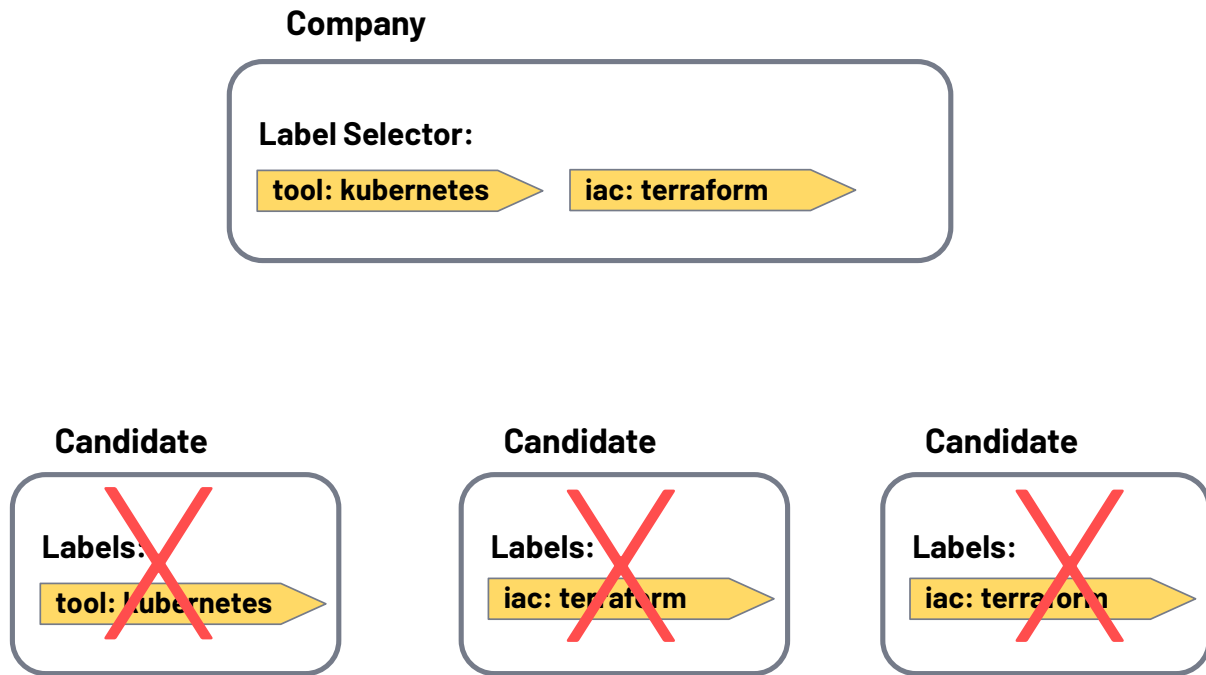 Company
Label Selector:
tool: kubernetes
iac: terraform
Candidate
Candidate
Candidate
Labels:
Labels:
Labels:
tool: kubernetes
iac: terraform
iac: terraform